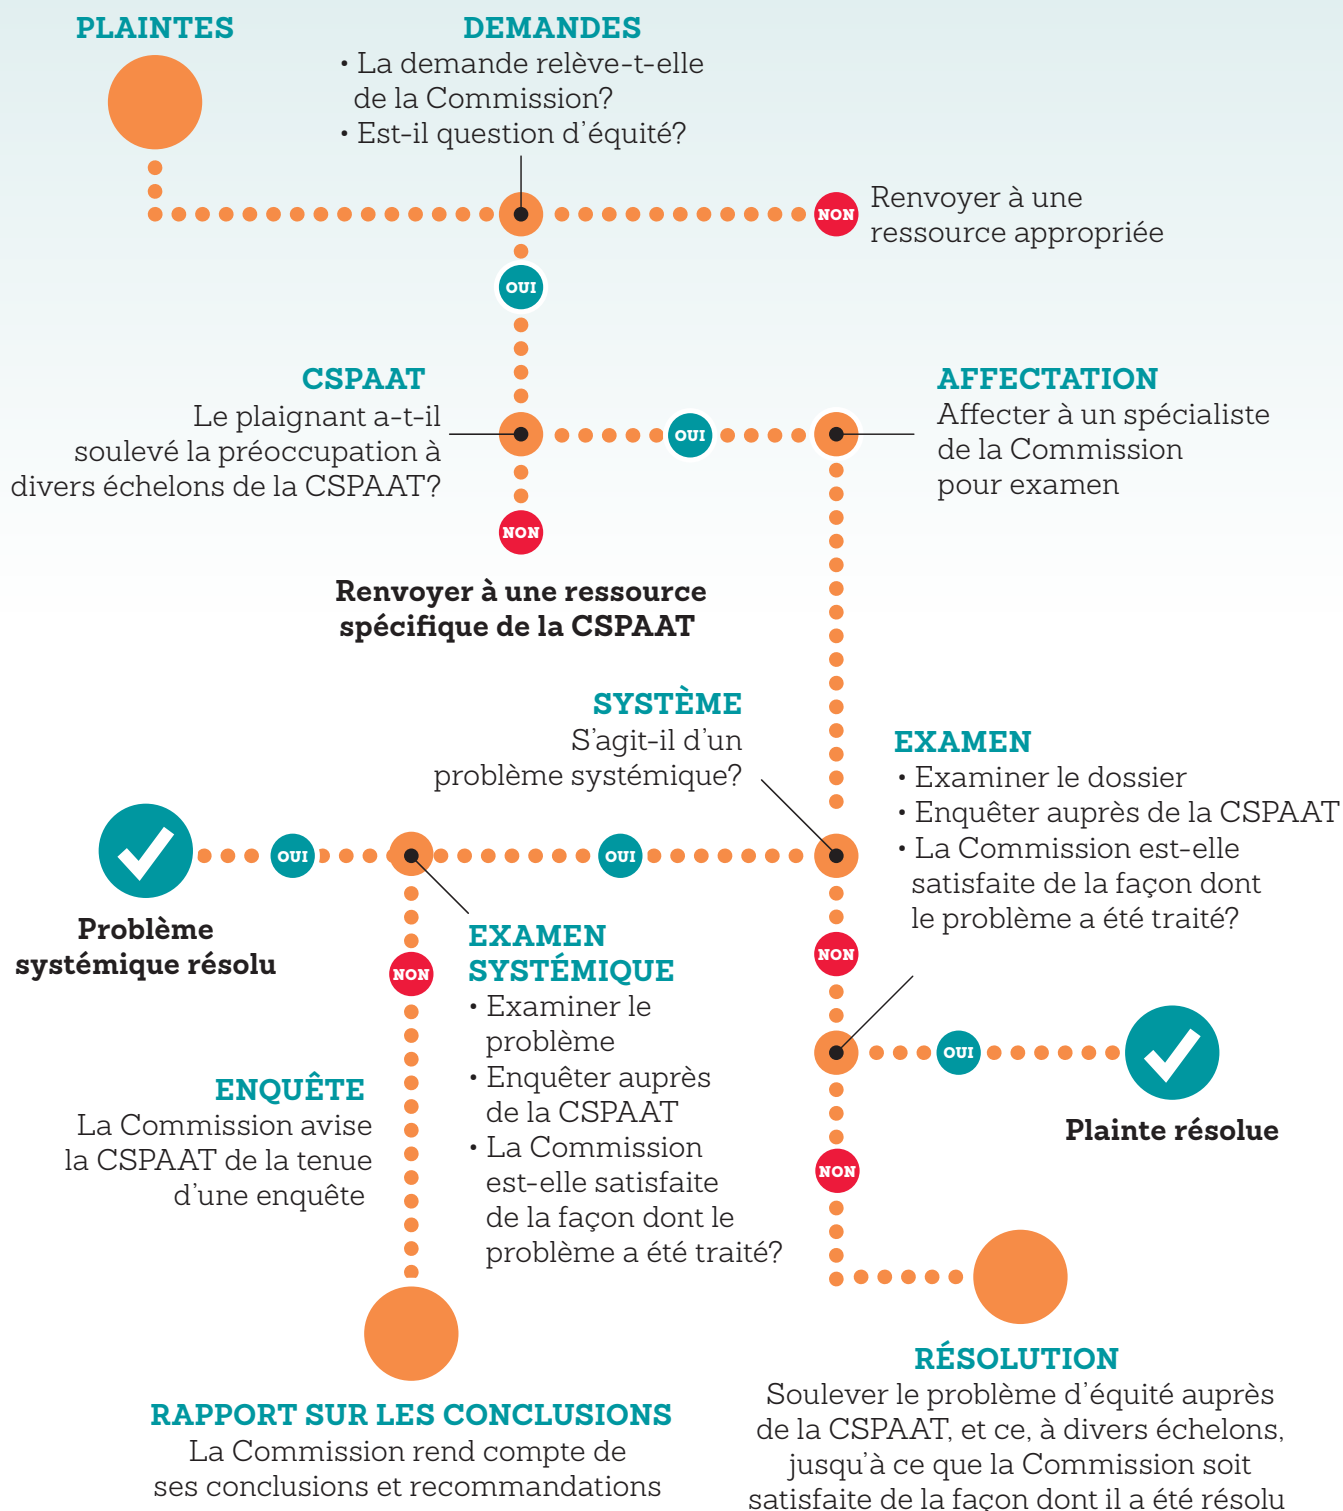 PLAINTES
DEMANDES
• La demande relève-t-elle
de la Commission?
• Est-il question d’équité?
NON
Renvoyer à une
ressource appropriée
OUI
CSPAAT
Le plaignant a-t-il
soulevé la préoccupation à
divers échelons de la CSPAAT?
OUI
AFFECTATION
Affecter à un spécialiste
de la Commission
pour examen
NON
Renvoyer à une ressource
spécifique de la CSPAAT
SYSTÈME
S’agit-il d’un
problème systémique?
EXAMEN
• Examiner le dossier
• Enquêter auprès de la CSPAAT
• La Commission est-elle
satisfaite de la façon dont
le problème a été traité?
OUI
OUI
Problème
systémique résolu
NON
EXAMEN
SYSTÉMIQUE
• Examiner le
problème
• Enquêter auprès
de la CSPAAT
• La Commission
est-elle satisfaite
de la façon dont le
problème a été traité?
NON
OUI
Plainte résolue
ENQUÊTE
La Commission avise
la CSPAAT de la tenue
d’une enquête
NON
RAPPORT SUR LES CONCLUSIONS
La Commission rend compte de
ses conclusions et recommandations
RÉSOLUTION
Soulever le problème d’équité auprès
de la CSPAAT, et ce, à divers échelons,
jusqu’à ce que la Commission soit
satisfaite de la façon dont il a été résolu